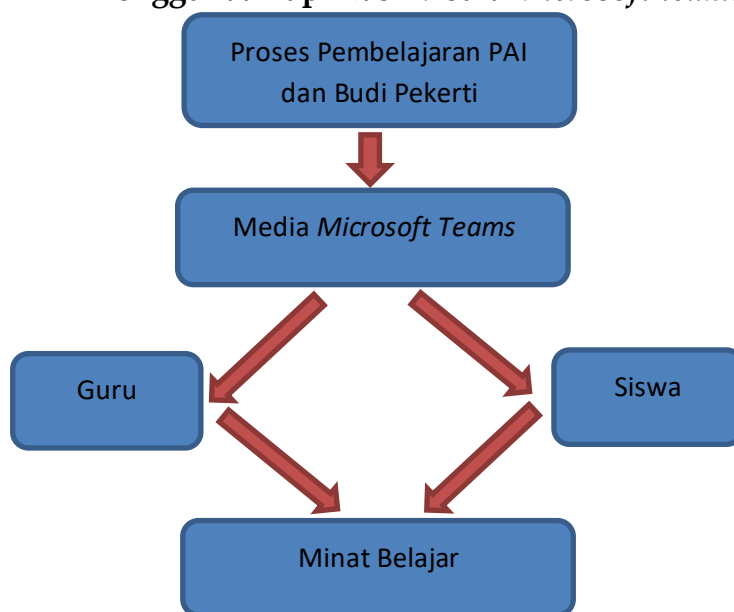 Proses Pembelajaran PAI
dan Budi Pekerti
Media Microsoft Teams
Guru
Siswa
Minat Belajar